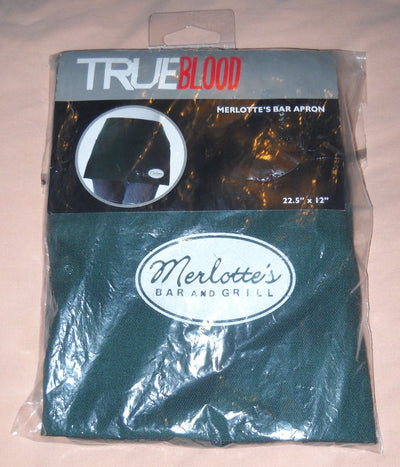 TRUEBLOOD
MERLOTTE'S BAR APRON
22.5" x 12"
Merlotte's
BAR AND GRILL